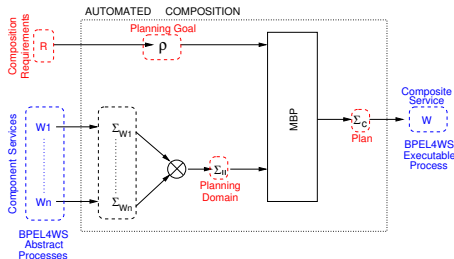 AUTOMATED COMPOSITION
Composition
Requirements
R
Planning Goal
ρ
Component Services
W1
Wn
BPEL4WS
Abstract
Processes
Σ W1
Σ Wn
Σ II
Planning
Domain
MBP
Σ c
Plan
Composite
Service
W
BPEL4WS
Executable
Process